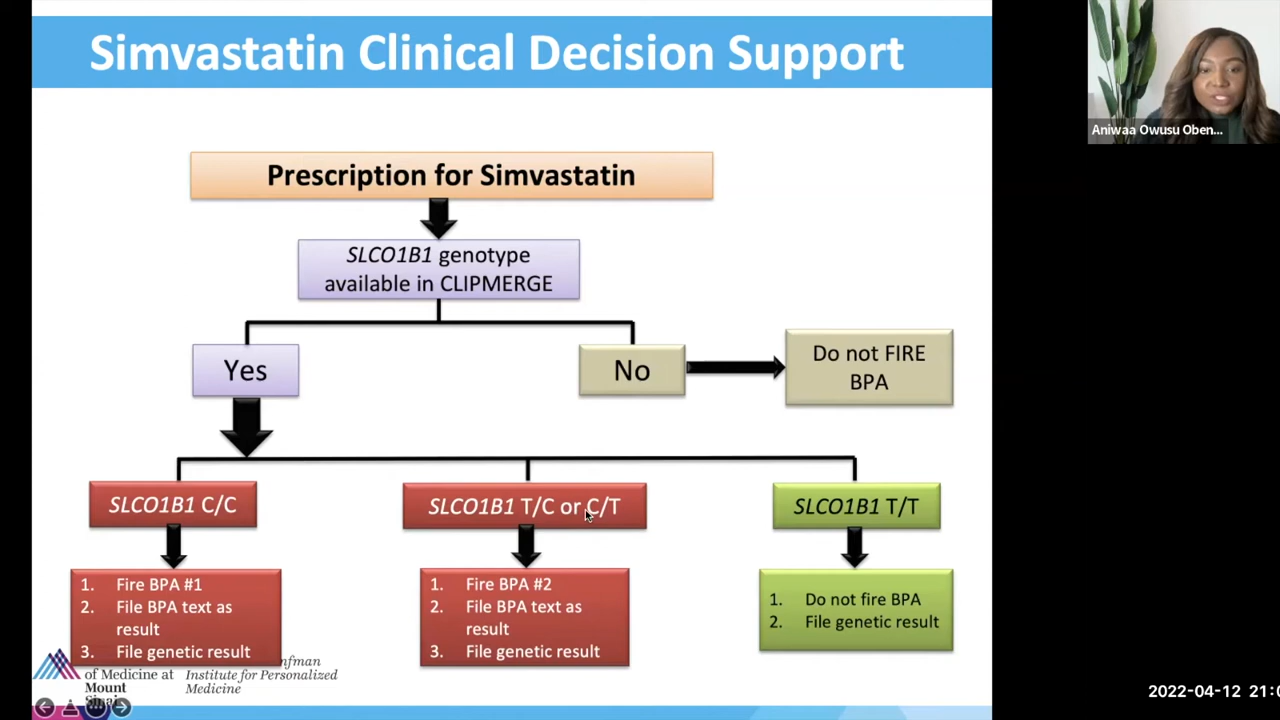 Simvastatin Clinical Decision Support
Aniwaa Owusu Oben...
Prescription for Simvastatin
SLCO1B1 genotype
available in CLIPMERGE
Yes
No
Do not FIRE
BPA
SLCO1B1 C/C
SLCO1B1 T/C or C/T
SLCO1B1 T/T
1. Fire BPA #1
2. File BPA text as
result
3. File genetic result
1. Fire BPA #2
2. File BPA text as
result
3. File genetic result
1. Do not fire BPA
2. File genetic result
of Medicine at
Mount
Institute for Personalized
Medicine
2022-04-12